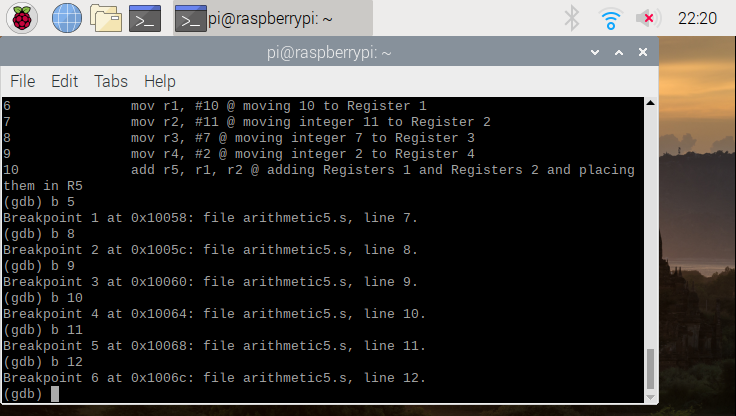 pi@raspberrypi: ~
22:20
pi@raspberrypi: ~
File Edit Tabs Help
6 mov r1, #10 @ moving 10 to Register 1
7 mov r2, #11 @ moving integer 11 to Register 2
8 mov r3, #7 @ moving integer 7 to Register 3
9 mov r4, #2 @ moving integer 2 to Register 4
10 add r5, r1, r2 @ adding Registers 1 and Registers 2 and placing
them in R5
(gdb) b 5
Breakpoint 1 at 0x10058: file arithmetic5.s, line 7.
(gdb) b 8
Breakpoint 2 at 0x1005c: file arithmetic5.s, line 8.
(gdb) b 9
Breakpoint 3 at 0x10060: file arithmetic5.s, line 9.
(gdb) b 10
Breakpoint 4 at 0x10064: file arithmetic5.s, line 10.
(gdb) b 11
Breakpoint 5 at 0x10068: file arithmetic5.s, line 11.
(gdb) b 12
Breakpoint 6 at 0x1006c: file arithmetic5.s, line 12.
(gdb)